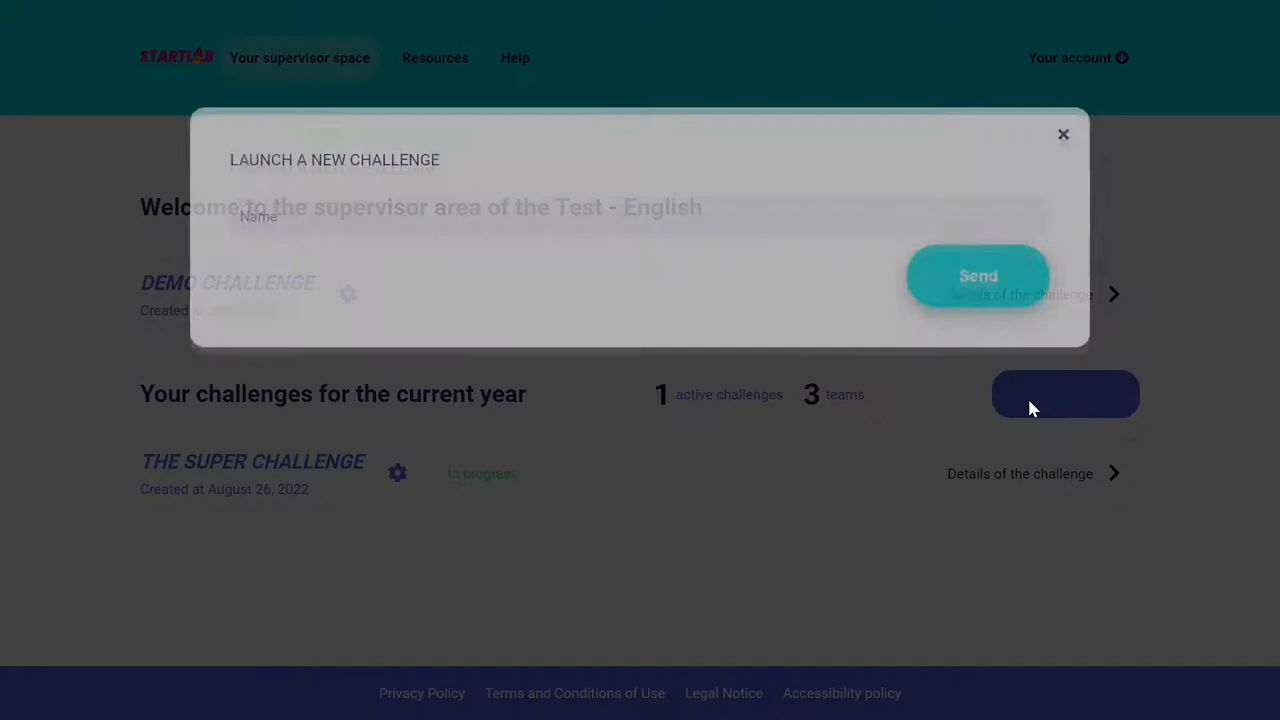 STARTLAB
Your supervisor space
Resources
Help
Your account
LAUNCH A NEW CHALLENGE
Welcome to the supervisor area of the Test - English
Name
DEMO CHALLENGE
Created
Send
Details of the challenge
Your challenges for the current year
1 active challenges
3 teams
THE SUPER CHALLENGE
Created at August 26, 2022
In progress
Details of the challenge
Privacy Policy
Terms and Conditions of Use
Legal Notice
Accessibility policy